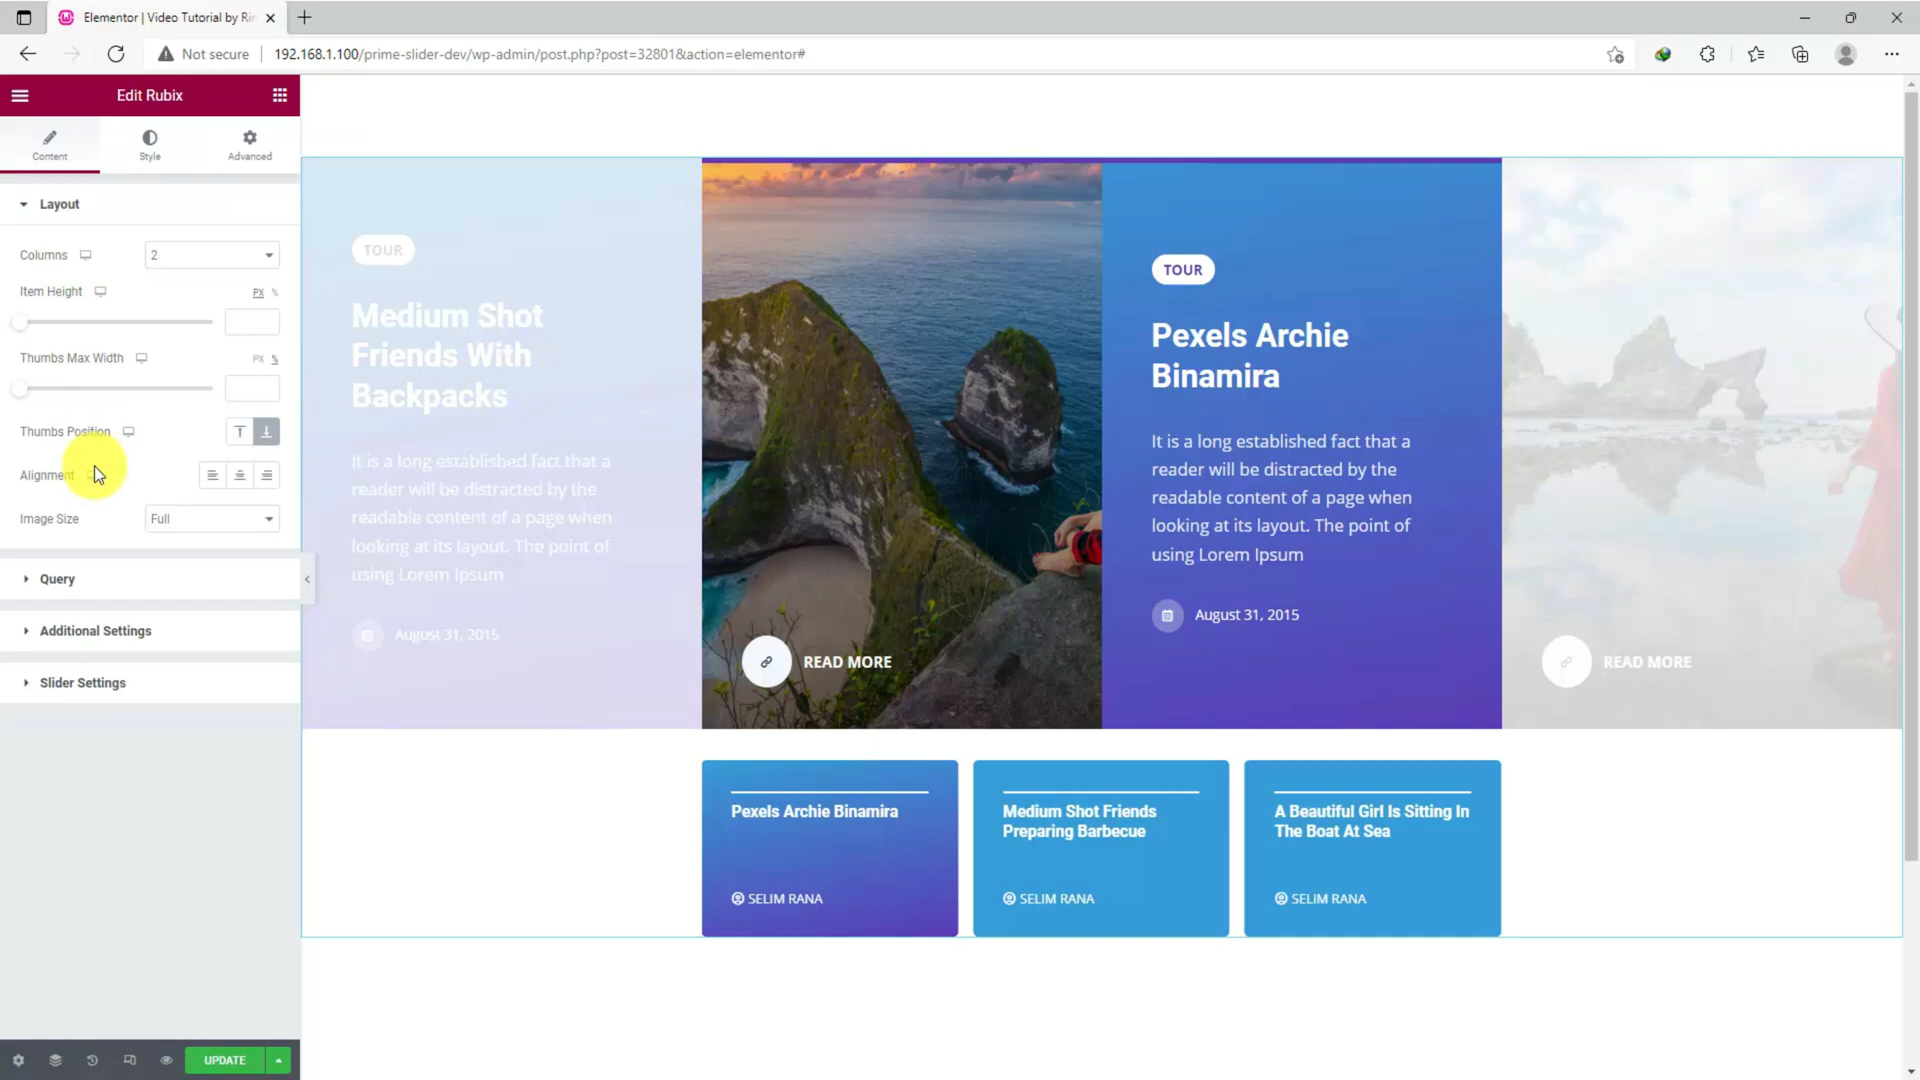 Elementor | Video Tutorial by Rin
Not secure
192.168.1.100/prime-slider-dev/wp-admin/post.php?post=32801&action=elementor#
Edit Rubix
Content
Style
Advanced
Layout
Columns
2
Item Height
PX %
Thumbs Max Width
PX %
Thumbs Position
Alignment
Image Size
Full
Query
Additional Settings
Slider Settings
UPDATE
TOUR
Medium Shot
Friends With
Backpacks
It is a long established fact that a
reader will be distracted by the
readable content of a page when
looking at its layout. The point of
using Lorem Ipsum
August 31, 2015
READ MORE
TOUR
Pexels Archie
Binamira
It is a long established fact that a
reader will be distracted by the
readable content of a page when
looking at its layout. The point of
using Lorem Ipsum
August 31, 2015
READ MORE
Pexels Archie Binamira
SELIM RANA
Medium Shot Friends
Preparing Barbecue
SELIM RANA
A Beautiful Girl Is Sitting In
The Boat At Sea
SELIM RANA